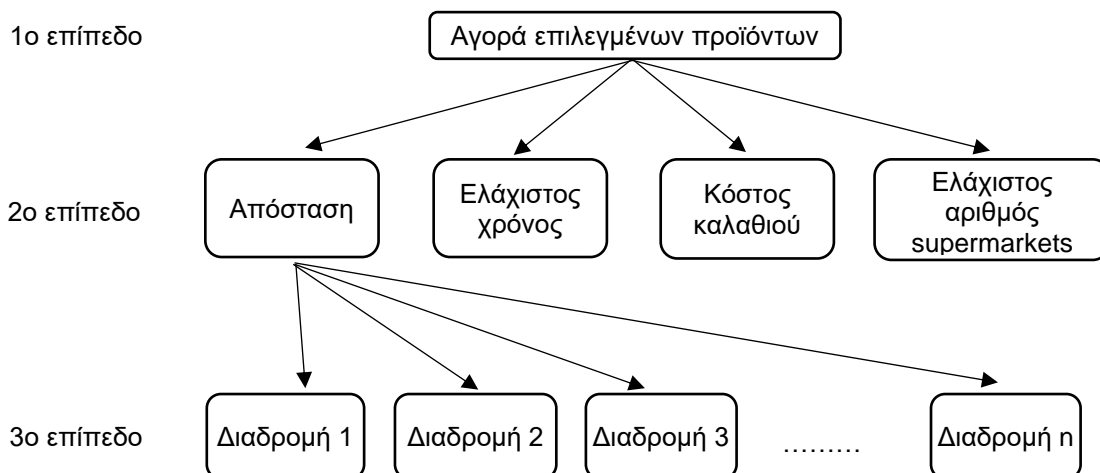 1ο επίπεδο
Αγορά επιλεγμένων προϊόντων
2ο επίπεδο
Απόσταση
Ελάχιστος
χρόνος
Κόστος
καλαθιού
Ελάχιστος
αριθμός
supermarkets
3ο επίπεδο
Διαδρομή 1
Διαδρομή 2
Διαδρομή 3
………
Διαδρομή n